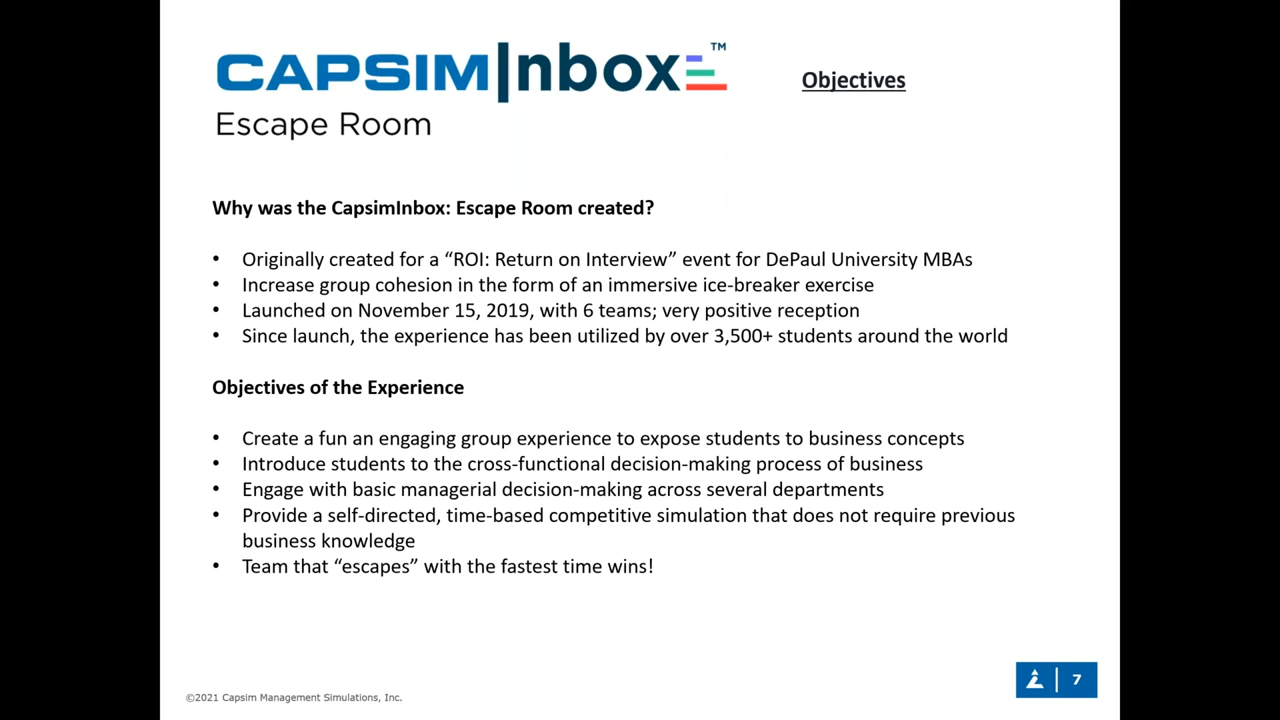 CAPSIM|nbox™
Objectives
Escape Room
Why was the CapsimInbox: Escape Room created?
• Originally created for a “ROI: Return on Interview” event for DePaul University MBAs
• Increase group cohesion in the form of an immersive ice-breaker exercise
• Launched on November 15, 2019, with 6 teams; very positive reception
• Since launch, the experience has been utilized by over 3,500+ students around the world
Objectives of the Experience
• Create a fun an engaging group experience to expose students to business concepts
• Introduce students to the cross-functional decision-making process of business
• Engage with basic managerial decision-making across several departments
• Provide a self-directed, time-based competitive simulation that does not require previous
business knowledge
• Team that “escapes” with the fastest time wins!
©2021 Capsim Management Simulations, Inc.
7